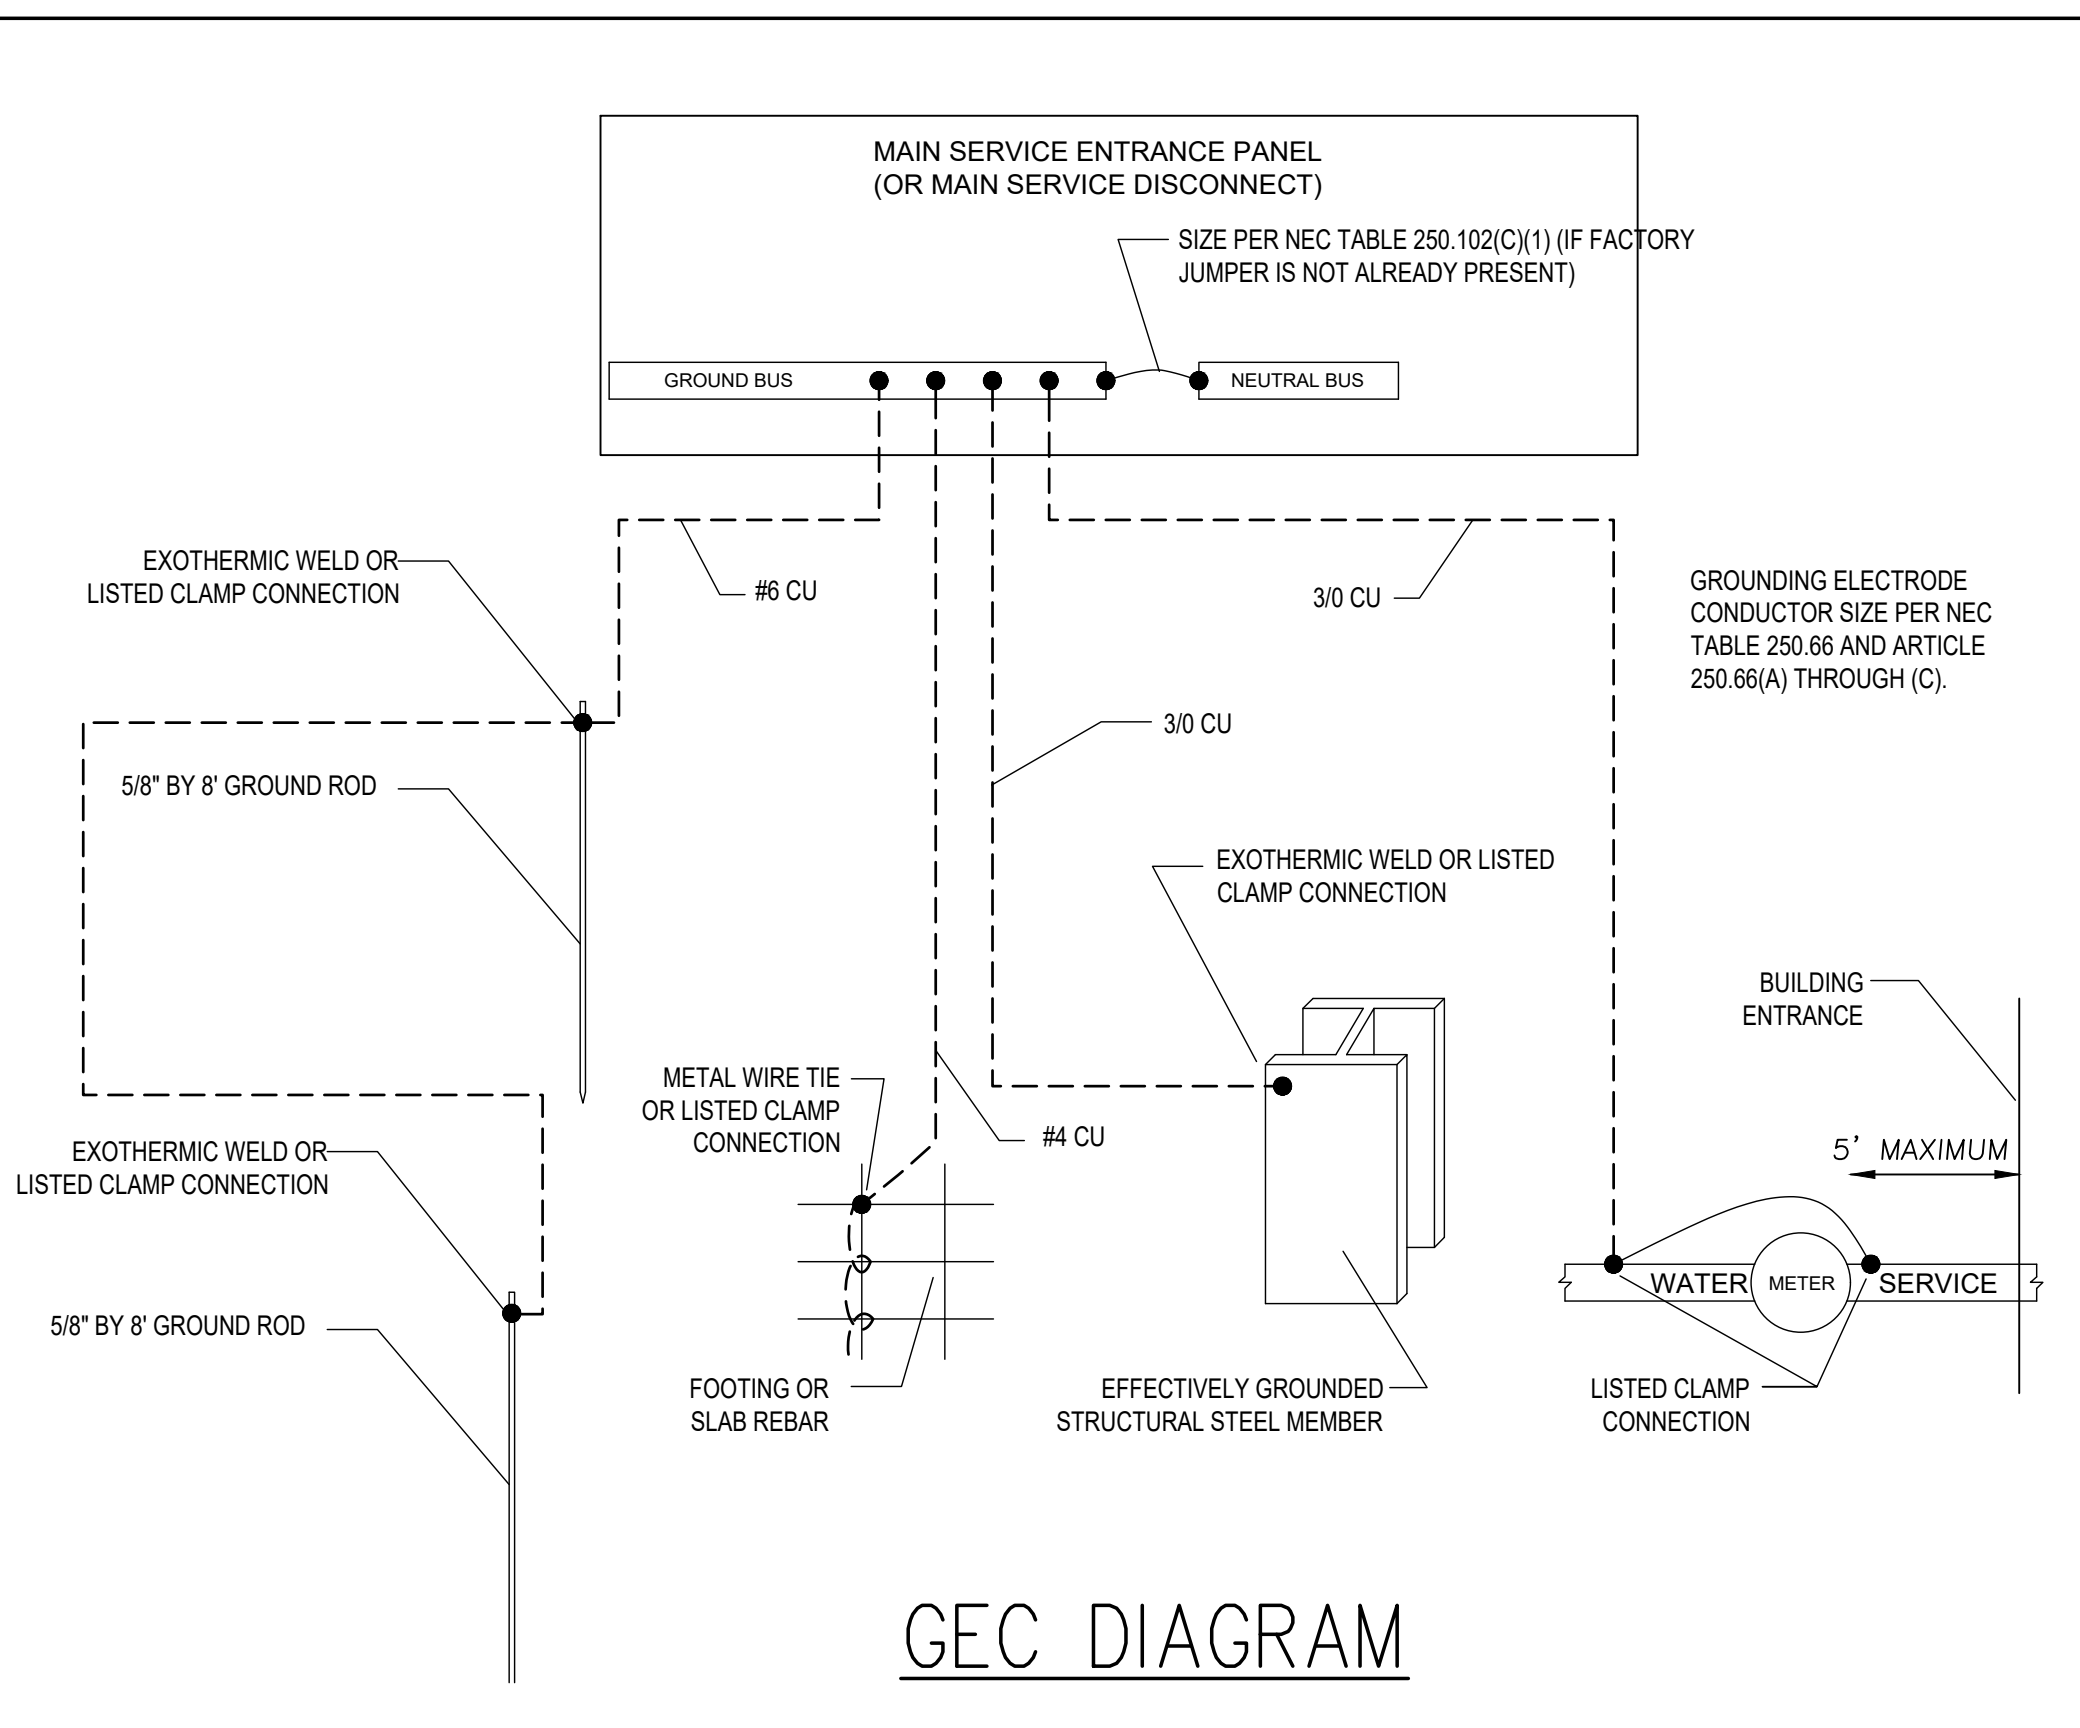 MAIN SERVICE ENTRANCE PANEL
(OR MAIN SERVICE DISCONNECT)
SIZE PER NEC TABLE 250.102(C)(1) (IF FACTORY
JUMPER IS NOT ALREADY PRESENT)
GROUND BUS
NEUTRAL BUS
EXOTHERMIC WELD OR
LISTED CLAMP CONNECTION
#6 CU
3/0 CU
GROUNDING ELECTRODE
CONDUCTOR SIZE PER NEC
TABLE 250.66 AND ARTICLE
250.66(A) THROUGH (C).
3/0 CU
5/8" BY 8' GROUND ROD
EXOTHERMIC WELD OR LISTED
CLAMP CONNECTION
BUILDING
ENTRANCE
METAL WIRE TIE
OR LISTED CLAMP
CONNECTION
#4 CU
5' MAXIMUM
EXOTHERMIC WELD OR
LISTED CLAMP CONNECTION
WATER
METER
SERVICE
5/8" BY 8' GROUND ROD
FOOTING OR
SLAB REBAR
EFFECTIVELY GROUNDED
STRUCTURAL STEEL MEMBER
LISTED CLAMP
CONNECTION
GEC DIAGRAM